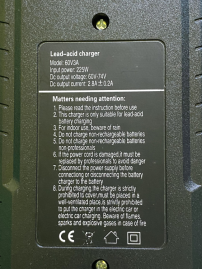 Lead-acid charger
Model: 60V3A
Input power: 225W
Dc output voltage: 60V-74V
Dc output current: 2.8A±0.2A
Matters needing attention:
1. Please read the instruction before use
2. This charger is only suitable for lead-acid
battery charging
3. For indoor use, beware of rain
4. Do not charge non-rechargeable batteries
5. Do not charge non-rechargeable batteries
non-professionals
6. If the power cord is damaged,it must be
replaced by professionals to avoid danger
7. Disconnect the power supply before
connectiong or disconnecting the battery
charger to the battery
8. During charging,the charger is strictly
prohibited to cover,must be placed in a
well-ventilated place,is strictly prohibited
to put the charger in the electric car or
electric car charging. Beware of flames,
sparks and explosive gases in case of fire
CE